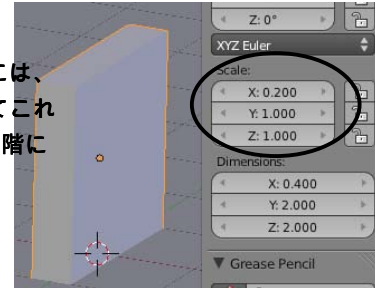 には、
てこれ
階に
Z: 0°
XYZ Euler
Scale:
X: 0.200
Y: 1.000
Z: 1.000
Dimensions:
X: 0.400
Y: 2.000
Z: 2.000
Grease Pencil